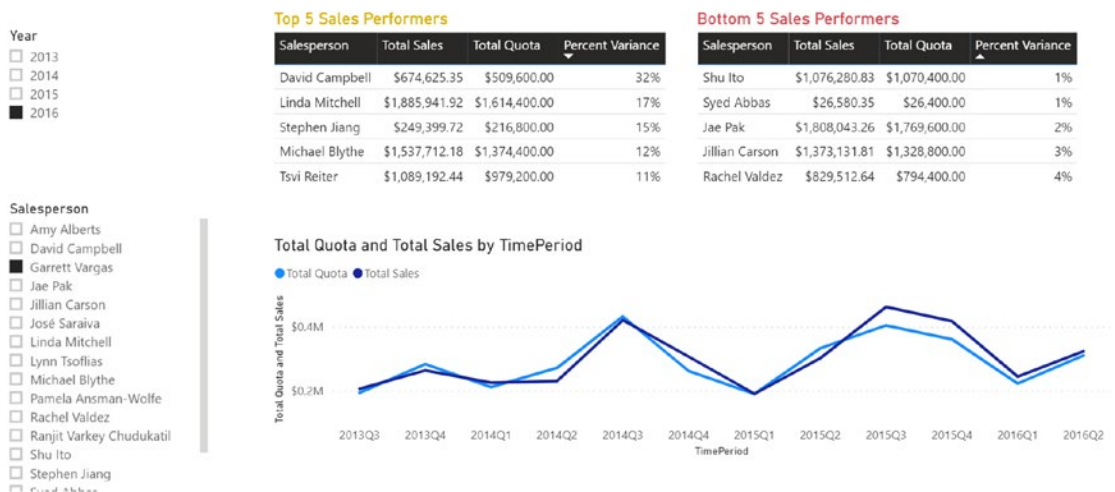 Year
2013
2014
2015
2016
Salesperson
Amy Alberts
David Campbell
Garrett Vargas
Jae Pak
Jillian Carson
José Saraiva
Linda Mitchell
Lynn Tsoflias
Michael Blythe
Pamela Ansman-Wolfe
Rachel Valdez
Ranjit Varkey Chudukatil
Shu Ito
Stephen Jiang
Syed Abbas
Top 5 Sales Performers
Salesperson Total Sales Total Quota Percent Variance
David Campbell $674,625.35 $509,600.00 32%
Linda Mitchell $1,885,941.92 $1,614,400.00 17%
Stephen Jiang $249,399.72 $216,800.00 15%
Michael Blythe $1,537,712.18 $1,374,400.00 12%
Tsvi Reiter $1,089,192.44 $979,200.00 11%
Bottom 5 Sales Performers
Salesperson Total Sales Total Quota Percent Variance
Shu Ito $1,076,280.83 $1,070,400.00 1%
Syed Abbas $26,580.35 $26,400.00 1%
Jae Pak $1,808,043.26 $1,769,600.00 2%
Jillian Carson $1,373,131.81 $1,328,800.00 3%
Rachel Valdez $829,512.64 $794,400.00 4%
Total Quota and Total Sales by TimePeriod
Total Quota Total Sales
Total Quota and Total Sales
$0.4M
$0.2M
2013Q3 2013Q4 2014Q1 2014Q2 2014Q3 2014Q4 2015Q1 2015Q2 2015Q3 2015Q4 2016Q1 2016Q2
TimePeriod